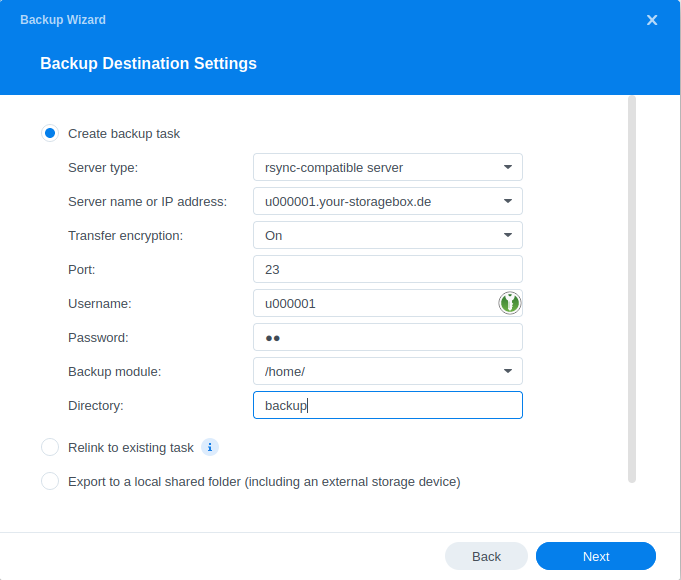 Backup Wizard
Backup Destination Settings
Create backup task
Server type: rsync-compatible server
Server name or IP address: u000001.your-storagebox.de
Transfer encryption: On
Port: 23
Username: u000001
Password: ●●
Backup module: /home/
Directory: backup
Relink to existing task i
Export to a local shared folder (including an external storage device)
Back Next